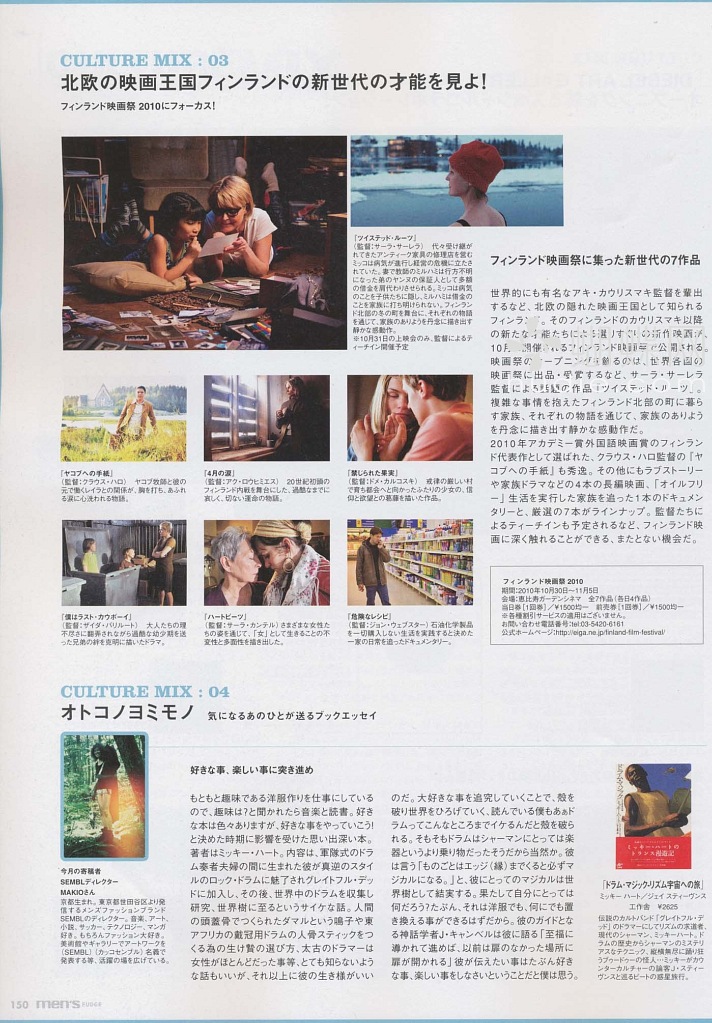 CULTURE MIX : 03
北欧の映画王国フィンランドの新世代の才能を見よ!
フィンランド映画祭 2010にフォーカス!
『ツイステッド・ルーツ』
(監督:サーラ・サーレラ) 代々受け継が
れてきたアンティーク家具の修理店を営む
ミッコは病気が進行し経営の危機に立たさ
れていた。妻で教師のミルハミは行方不明
になった弟のヤンヌの保証人として多額
の借金を肩代わりさせられる。ミッコは病気
のことを子供たちに隠し、ミルハミは借金の
ことを家族に打ち明けられない。フィンラン
ド北部の冬の町を舞台に、それぞれの物語
を通じて、家族のありようを丹念に描き出す
静かな感動作。
※10月31日の上映会のみ、監督によるティ
ーチイン開催予定
フィンランド映画祭に集った新世代の7作品
世界的にも有名なアキ・カウリスマキ監督を輩出
するなど、北欧の隠れた映画王国として知られる
フィンランド。そのフィンランドのカウリスマキ以降
の新たな才能たちによる選りすぐりの新作映画が、
10月、開催されるフィンランド映画祭で公開される。
映画祭のオープニングを飾るのは、世界各国の
映画祭に出品・受賞するなど、サーラ・サーレラ
監督による話題の作品『ツイステッド・ルーツ』。
複雑な事情を抱えたフィンランド北部の町に暮ら
す家族、それぞれの物語を通じて、家族のありよう
を丹念に描き出す静かな感動作だ。
2010年アカデミー賞外国語映画賞のフィンラン
ド代表作として選ばれた、クラウス・ハロ監督の『ヤ
コブへの手紙』も秀逸。その他にもラブストーリー
や家族ドラマなどの4本の長編映画、『オイルフリ
ー』生活を実行した家族を追った1本のドキュメン
タリーと、厳選の7本がラインナップ。監督たちに
よるティーチインも予定されるなど、フィンランド映
画に深く触れることができる、またとない機会だ。
『ヤコブへの手紙』
(監督:クラウス・ハロ) ヤコブ牧師と彼の
元で働くレイラとの関係が、胸を打ち、あふれ
る涙に心洗われる物語。
『4月の涙』
(監督:アク・ロウヒミエス) 20世紀初頭の
フィンランド内戦を舞台にした、過酷なまでに
哀しく、切ない運命の物語。
『禁じられた果実』
(監督:ドメ・カルコスキ) 戒律の厳しい村
で育ち都会へと向かったふたりの少女の、信
仰と欲望との葛藤を描いた作品。
『僕はラスト・カウボーイ』
(監督:ザイダ・バリルート) 大人たちの理
不尽さに翻弄されながら過酷な幼少期を送
った兄弟の絆を克明に描いたドラマ。
『ハートビーツ』
(監督:サーラ・カンテル) さまざまな女性た
ちの姿を通じて、「女」として生きることの不
変性と多面性を描き出した。
『危険なレシピ』
(監督:ジョン・ウェブスター) 石油化学製品
を一切購入しない生活を実践すると決めた
一家の日常を追ったドキュメンタリー。
フィンランド映画祭 2010
期間:2010年10月30日〜11月5日
会場:恵比寿ガーデンシネマ 全7作品(各日4作品)
当日券[1回券]/¥1500均一 前売券[1回券]/¥1500均一
※各種割引サービスの適用はございません。
お問い合わせ電話番号:tel:03-5420-6161
公式ホームページ:http://eiga.ne.jp/finland-film-festival/
CULTURE MIX : 04
オトコノヨミモノ 気になるあのひとが送るブックエッセイ
今月の寄稿者
SEMBLディレクター
MAKIOさん
京都生まれ。東京都世田谷区より発
信するメンズファッションブランド
SEMBLのディレクター。音楽、アート、
小説、サッカー、テクノロジー、マンガ
好き。もちろんファッション大好き。
美術館やギャラリーでアートワークを
〈SEMBL〉(カッコセンブル)名義で
発表する等、活躍の場を広げている。
好きな事、楽しい事に突き進め
もともと趣味である洋服作りを仕事にしている
ので、趣味は?と聞かれたら音楽と読書。好き
な本は色々ありますが、好きな事をやっていこう!
と決めた時期に影響を受けた思い出深い本。
著者はミッキー・ハート。内容は、軍隊式のドラ
ム奏者夫婦の間に生まれた彼が真逆のスタイ
ルのロック・ドラムに魅了されグレイトフル・デッ
ドに加入し、その後、世界中のドラムを収集し
研究、世界樹に至るというサイケな話。人間
の頭蓋骨でつくられたダマルという鳴子や東
アフリカの戴冠用ドラムの人骨スティックをつ
くる為の生け贄の選び方、太古のドラマーは
女性がほとんどだった事等、とても知らないよう
な話もいいが、それ以上に彼の生き様がいい
のだ。大好きな事を追究していくことで、殻を
破り世界をひろげていく、読んでいる僕もあぁド
ラムってこんなところまでイケるんだと殻を破ら
れる。そもそもドラムはシャーマンにとっては楽
器というより乗り物だったそうだから当然か。彼
は言う「ものごとはエッジ(縁)までくると必ずマ
ジカルになる。」と、彼にとってのマジカルは世
界樹として結実する。果たして自分にとっては
何だろう?たぶん、それは洋服でも、何にでも置
き換える事ができるはずだから。彼のガイドとな
る神話学者J・キャンベルは彼に語る「至福に
導かれて進めば、以前は扉のなかった場所に
扉が開かれる」彼が伝えたい事はたぶん好き
な事、楽しい事をしなさいということだと僕は思う。
ミッキー・ハートの
トランス漫遊記
『ドラム・マジック-リズム宇宙への旅』
ミッキー ハート/ジェイ スティーヴンス
工作舎 ¥2625
伝説のカルトバンド『グレイトフル・デ
ッド』のドラマーにしてリズムの求道者、
現代のシャーマン、ミッキーハート。ド
ラムの歴史からシャーマンのミステリ
アスなテクニック、縦横無尽に踊り狂
うブードゥーの怪人…ミッキーがカウ
ンターカルチャーの論客J・スティー
ヴンスと巡るビートの惑星旅行。
150 men's FUDGE